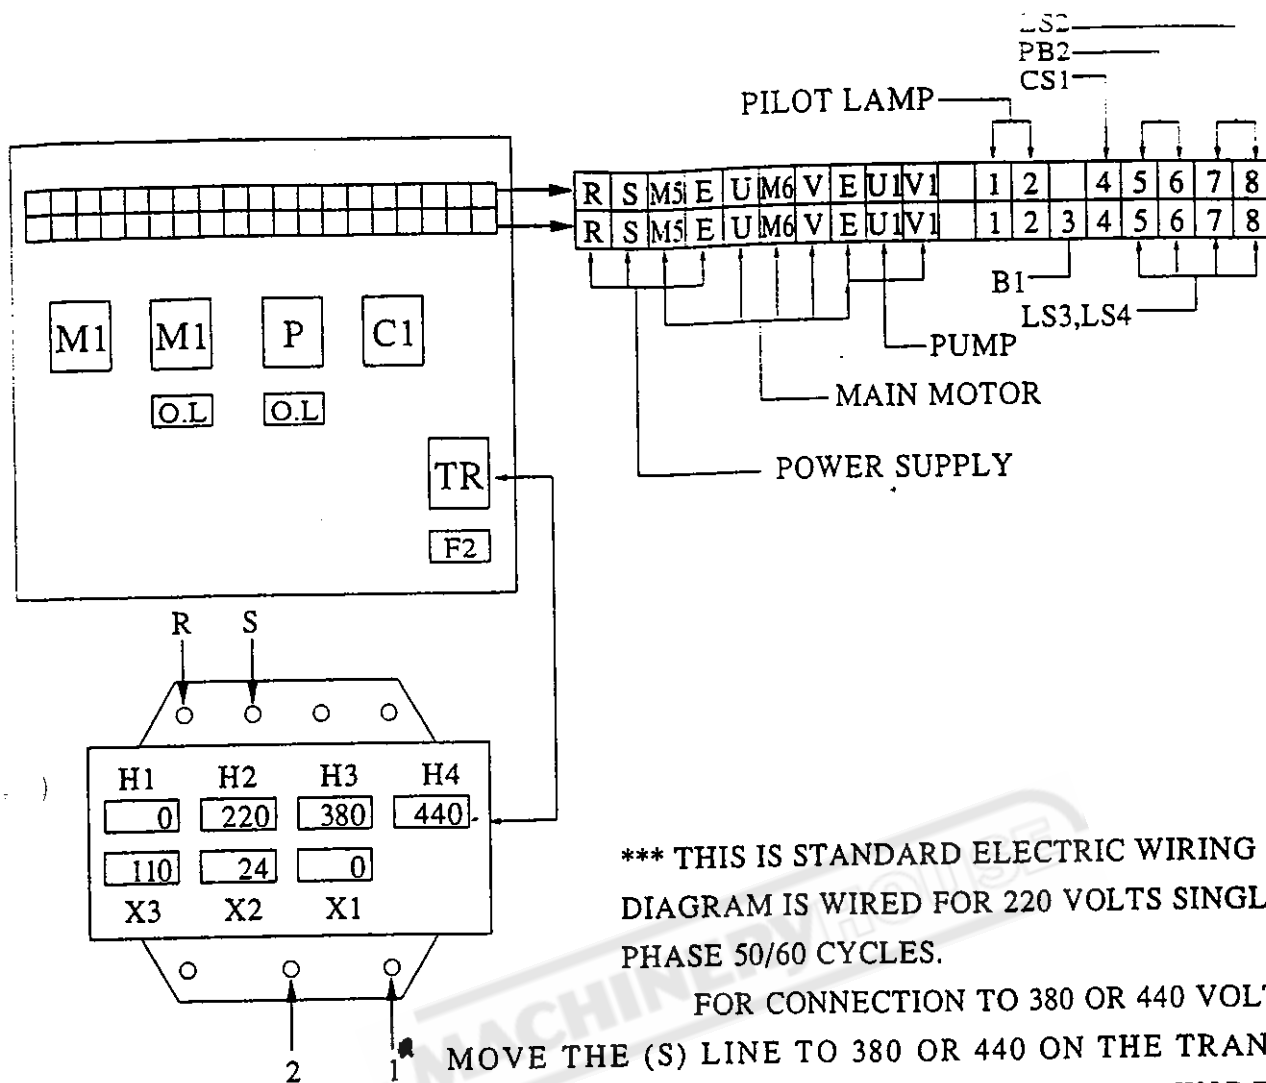 LS2
PB2
CS1
PILOT LAMP
R S M5 E U M6 V E U1 V1 1 2 4 5 6 7 8
R S M5 E U M6 V E U1 V1 1 2 3 4 5 6 7 8
B1
LS3,LS4
PUMP
MAIN MOTOR
POWER SUPPLY
M1 M1 P C1
O.L O.L
TR
F2
R S
H1 H2 H3 H4
0 220 380 440
110 24 0
X3 X2 X1
2 1
*** THIS IS STANDARD ELECTRIC WIRING
DIAGRAM IS WIRED FOR 220 VOLTS SINGL
PHASE 50/60 CYCLES.
FOR CONNECTION TO 380 OR 440 VOLT
MOVE THE (S) LINE TO 380 OR 440 ON THE TRAN
MACHINERYHOUSE